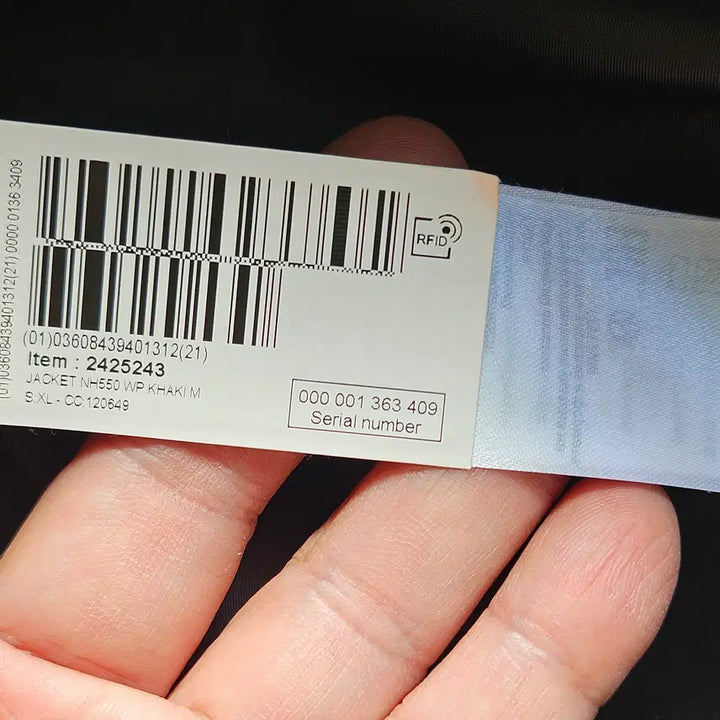 (01)03608439401312(21) 0000 0136 3409
RFID
(01)03608439401312(21)
Item : 2425243
JACKET NH550 WP KHAKI M
S.XL - CC.120649
000 001 363 409
Serial number